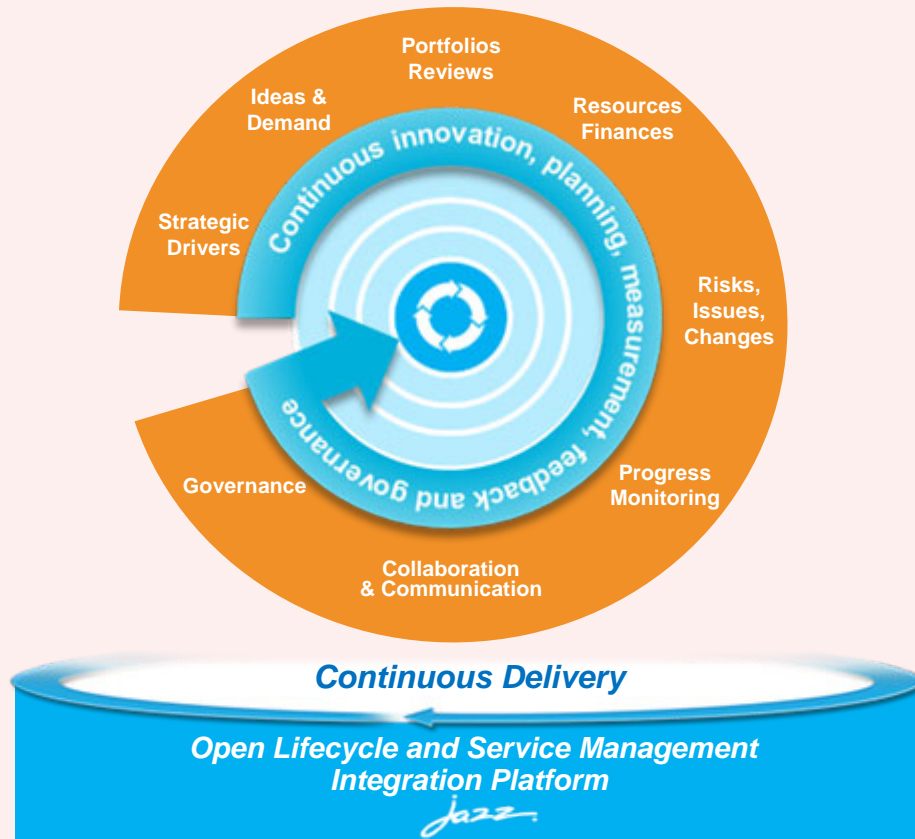 Portfolios
Reviews
Ideas &
Demand
Resources
Finances
Strategic
Drivers
Continuous innovation, planning, measurement, feedback and governance
Risks,
Issues,
Changes
Governance
Progress
Monitoring
Collaboration
& Communication
Continuous Delivery
Open Lifecycle and Service Management
Integration Platform
jazz